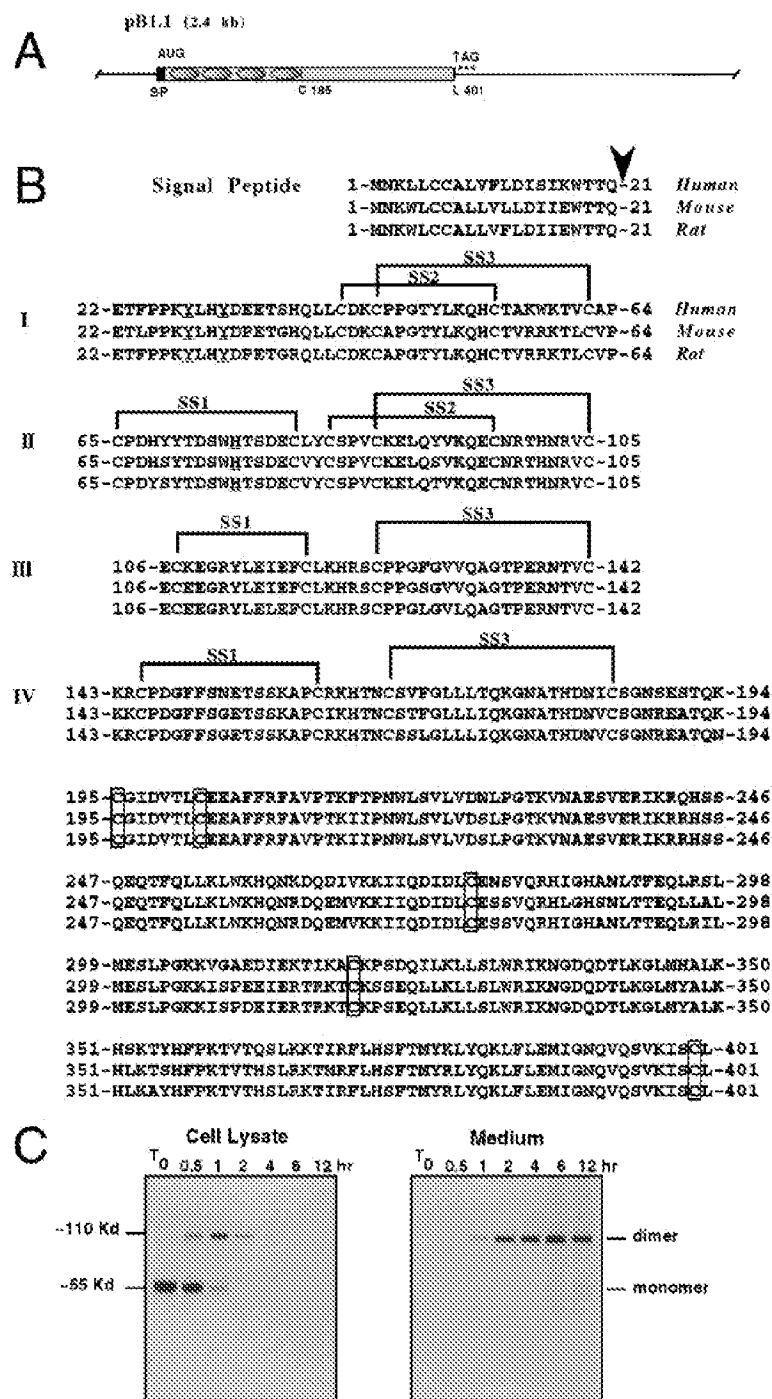 A
pB1.1 (2.4 kb)
AUG
TAG
SP
C 185
L 401
B
Signal Peptide
1-MNKLLCCALVFLDISIKWTTQ-21 Human
1-MNKWLCCALLVLLDIIEWTTQ-21 Mouse
1-MNKWLCCALLVFLDIIEWTTQ-21 Rat
SS3
SS2
I
22-ETFPPKYLHYDEETSHQLLCDKCPPGTYLKQHCTAKWKTVCAP-64 Human
22-ETLPPKYLHYDPETGHQLLCDKCAPGTYLKQHCTVRRKTLCVP-64 Mouse
22-ETFPPKYLHYDPETGRQLLCDKCAPGTYLKQHCTVRRKTLCVP-64 Rat
SS3
SS1
SS2
II
65-CPDHYYTDSWHTSDECLYCSPVCKELQYVKQECNRTHNRVC-105
65-CPDHSYTDSWHTSDECVYCSPVCKELQSVKQECNRTHNRVC-105
65-CPDYSYTDSWHTSDECVYCSPVCKELQTVKQECNRTHNRVC-105
SS1
SS3
III
106-ECKEGRYLEIEFCLKHRSCPPGFGVVQAGTPERNTVC-142
106-ECEEGRYLEIEFCLKHRSCPPGSGVVQAGTPERNTVC-142
106-ECEEGRYLELEFCLKHRSCPPGLGVLQAGTPERNTVC-142
SS1
SS3
IV
143-KRCPDGFFSNETSSKAPCRKHTNCSVFGLLLTQKGNATHDNICSGNSESTQK-194
143-KKCPDGFFSGETSSKAPCIKHTNCSTFGLLLIQKGNATHDNVCSGNREATQK-194
143-KRCPDGFFSGETSSKAPCRKHTNCSSLGLLLIQKGNATHDNVCSGNREATQN-194
195-CGIDVTLCEEAFFRFAVPTKFTPNWLSVLVDNLPGTKVNAESVERIKRQHSS-246
195-CGIDVTLCEEAFFRFAVPTKIIPNWLSVLVDSLPGTKVNAESVERIKRRHSS-246
195-CGIDVTLCEEAFFRFAVPTKIIPNWLSVLVDSLPGTKVNAESVERIKRRHSS-246
247-QEQTFQLLKLWKHQNKDQDIVKKIIQDIDLCENSVQRHIGHANLTFEQLRSL-298
247-QEQTFQLLKLWKHQNRDQEMVKKIIQDIDLCESSVQRHLGHSNLTTEQLLAL-298
247-QEQTFQLLKLWKHQNRDQEMVKKIIQDIDLCESSVQRHIGHANLTTEQLRIL-298
299-MESLPGKKVGAEDIEKTIKACKPSDQILKLLSLWRIKNGDQDTLKGLMHALK-350
299-MESLPGKKISPEEIERTRKTCKSSEQLLKLLSLWRIKNGDQDTLKGLMYALK-350
299-MESLPGKKISPDEIERTRKTCKPSEQLLKLLSLWRIKNGDQDTLKGLMYALK-350
351-HSKTYHFPKTVTQSLKKTIRFLHSFTMYKLYQKLFLEMIGNQVQSVKISCL-401
351-HLKTSHFPKTVTHSLRKTMRFLHSFTMYRLYQKLFLEMIGNQVQSVKISCL-401
351-HLKAYHFPKTVTHSLRKTIRFLHSFTMYRLYQKLFLEMIGNQVQSVKISCL-401
C
Cell Lysate
Medium
T0 0.5 1 2 4 6 12 hr
T0 0.5 1 2 4 6 12 hr
~110 Kd
dimer
~55 Kd
monomer